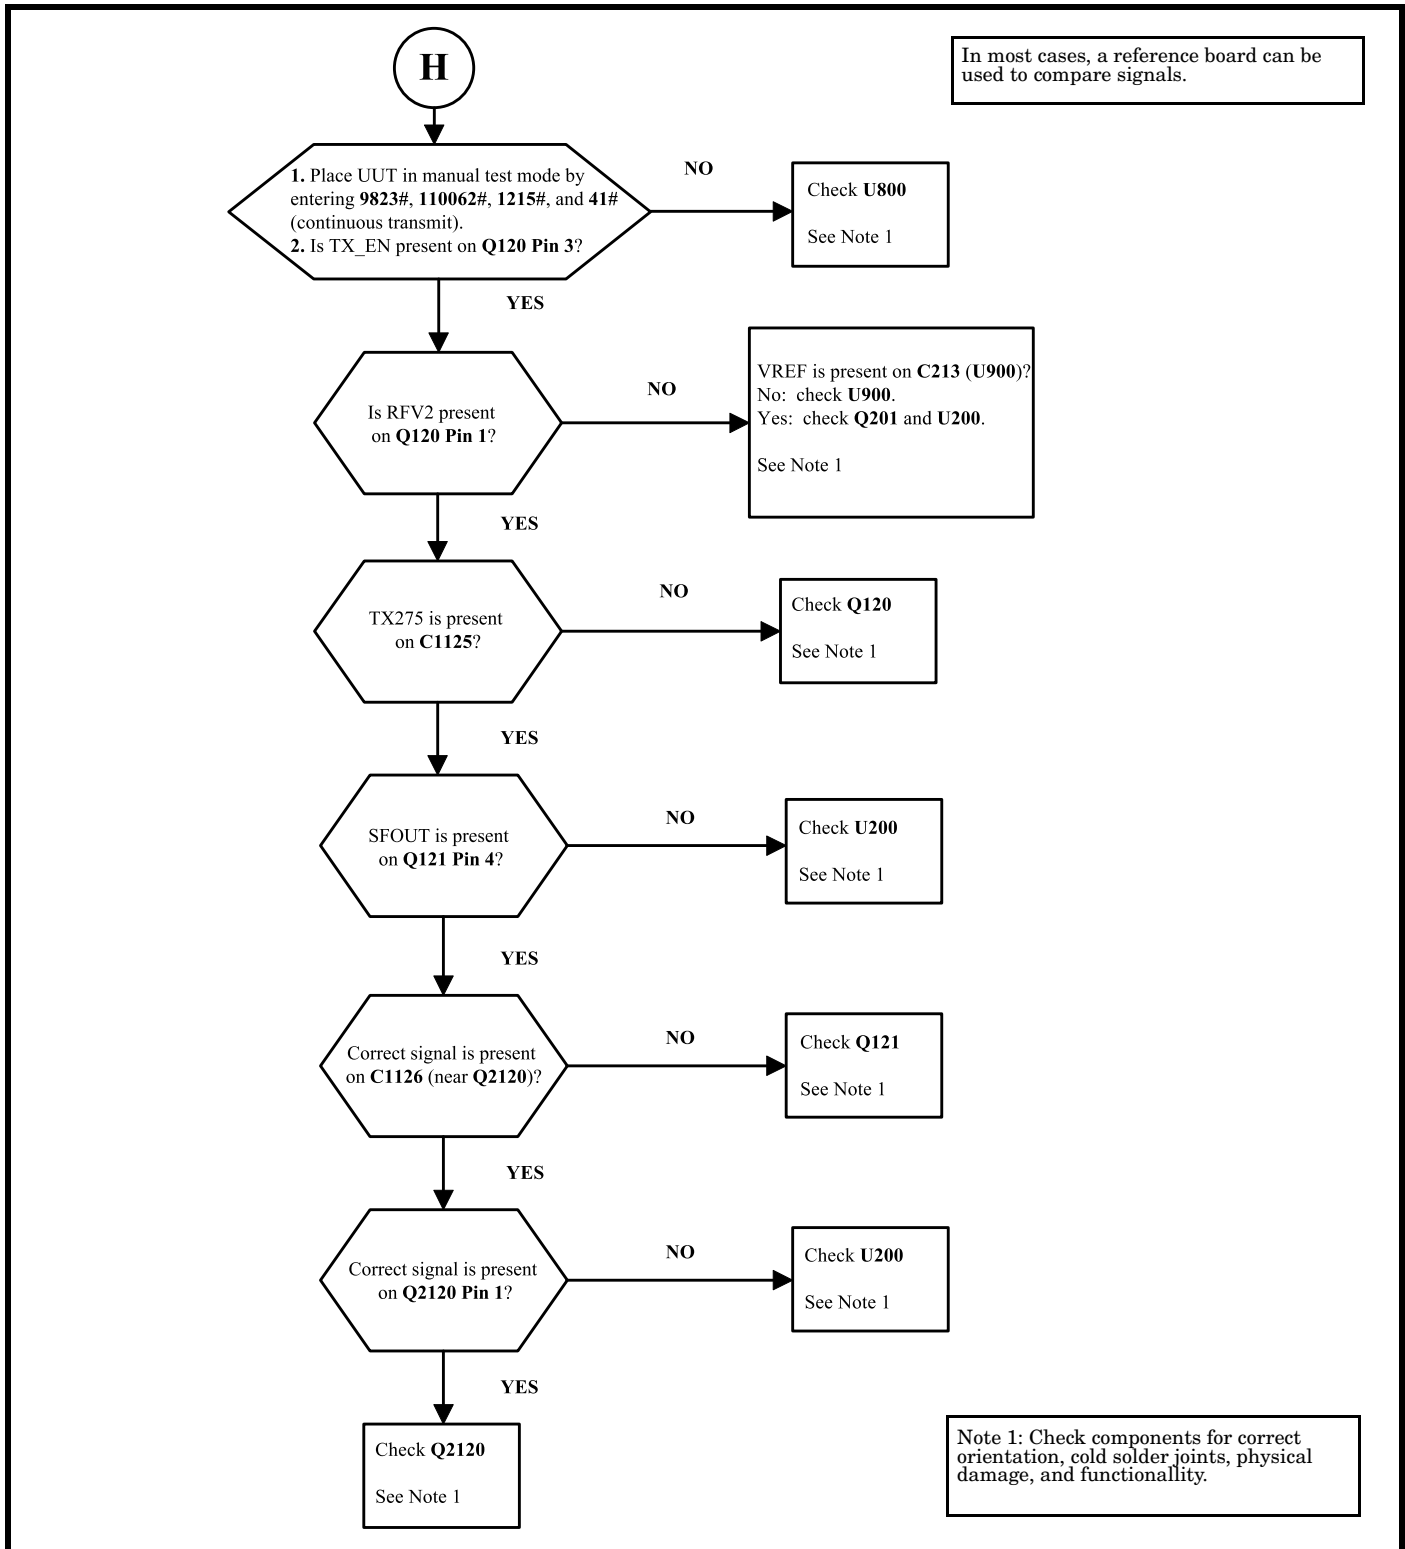 H
In most cases, a reference board can be
used to compare signals.
1. Place UUT in manual test mode by
entering 9823#, 110062#, 1215#, and 41#
(continuous transmit).
2. Is TX_EN present on Q120 Pin 3?
NO
Check U800
See Note 1
YES
Is RFV2 present
on Q120 Pin 1?
NO
VREF is present on C213 (U900)?
No: check U900.
Yes: check Q201 and U200.
See Note 1
YES
TX275 is present
on C1125?
NO
Check Q120
See Note 1
YES
SFOUT is present
on Q121 Pin 4?
NO
Check U200
See Note 1
YES
Correct signal is present
on C1126 (near Q2120)?
NO
Check Q121
See Note 1
YES
Correct signal is present
on Q2120 Pin 1?
NO
Check U200
See Note 1
YES
Check Q2120
See Note 1
Note 1: Check components for correct
orientation, cold solder joints, physical
damage, and functionallity.